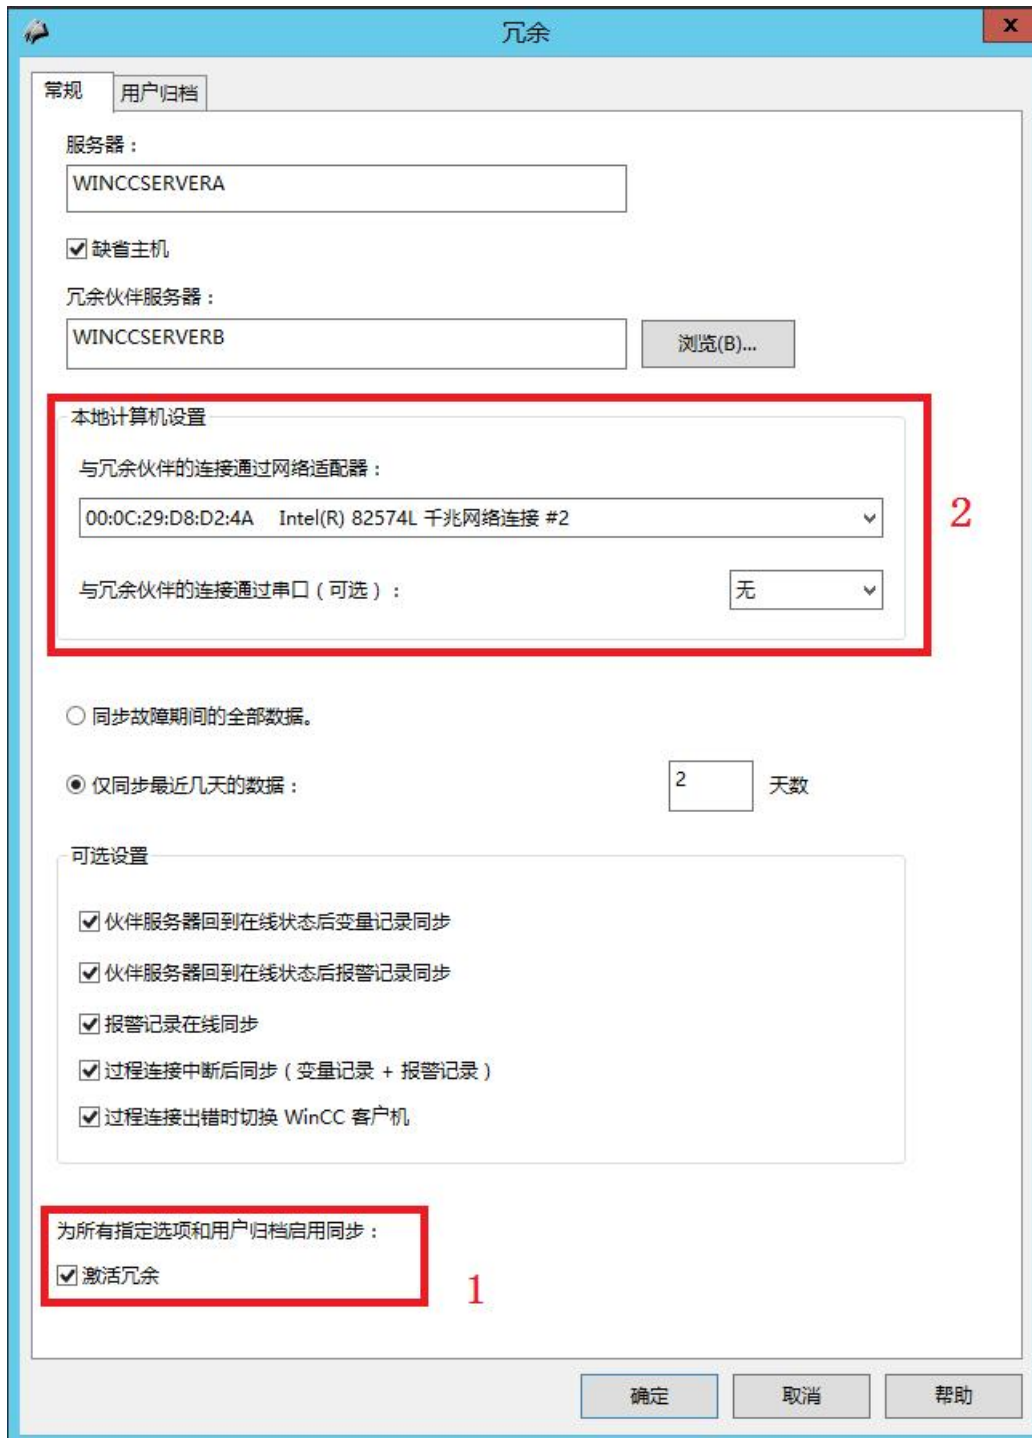 冗余
x
常规 用户归档
服务器：
WINCCSERVERA
缺省主机
冗余伙伴服务器：
WINCCSERVERB
浏览(B)...
本地计算机设置
与冗余伙伴的连接通过网络适配器：
00:0C:29:D8:D2:4A Intel(R) 82574L 千兆网络连接 #2
2
与冗余伙伴的连接通过串口（可选）： 无
同步故障期间的全部数据。
仅同步最近几天的数据： 2 天数
可选设置
伙伴服务器回到在线状态后变量记录同步
伙伴服务器回到在线状态后报警记录同步
报警记录在线同步
过程连接中断后同步（变量记录 + 报警记录）
过程连接出错时切换 WinCC 客户机
为所有指定选项和用户归档启用同步：
激活冗余
1
确定 取消 帮助